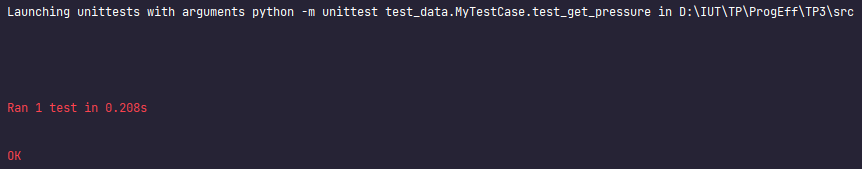 Launching unittests with arguments python -m unittest test_data.MyTestCase.test_get_pressure in D:\IUT\TP\ProgEff\TP3\src
Ran 1 test in 0.208s
OK